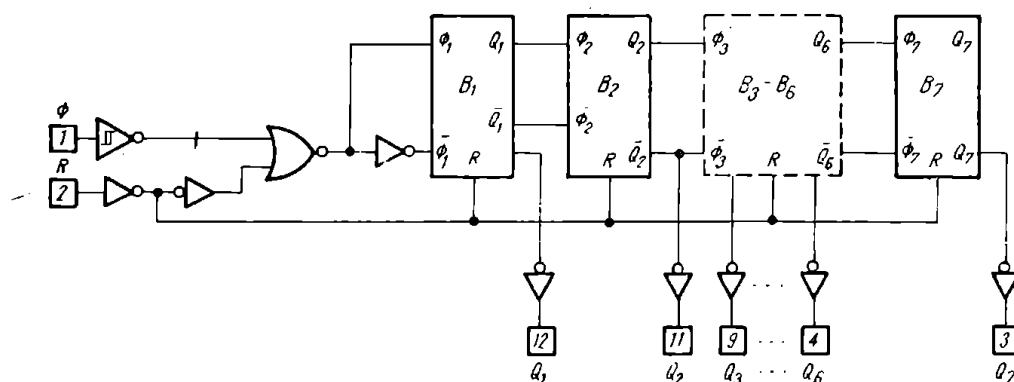 Φ
1
R
2
Φ₁ Q₁ Φ₂ Q₂ Φ₃ Q₆ Φ₇ Q₇
B₁ B₂ B₃-B₆ B₇
Q̄₁ Φ̄₂
Φ̄₁ R R Q̄₂ Φ̄₃ R Q̄₆ Φ̄₇ R Q₇
12 11 9 .... 4 3
Q₁ Q₂ Q₃ .... Q₆ Q₇